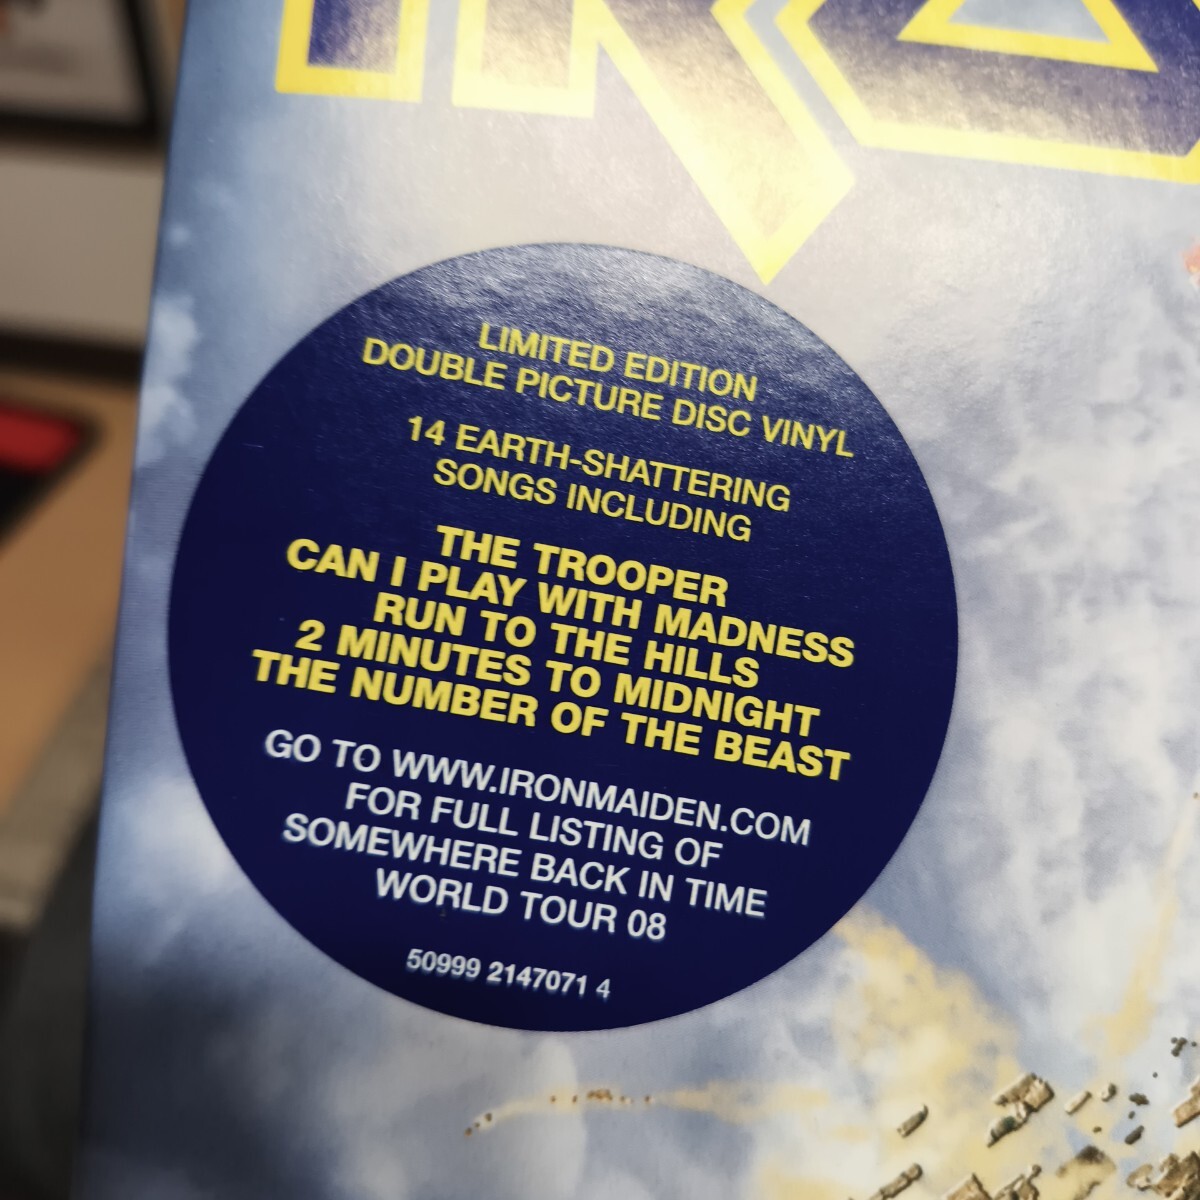 LIMITED EDITION
DOUBLE PICTURE DISC VINYL
14 EARTH-SHATTERING
SONGS INCLUDING
THE TROOPER
CAN I PLAY WITH MADNESS
RUN TO THE HILLS
2 MINUTES TO MIDNIGHT
THE NUMBER OF THE BEAST
GO TO WWW.IRONMAIDEN.COM
FOR FULL LISTING OF
SOMEWHERE BACK IN TIME
WORLD TOUR 08
50999 2147071 4